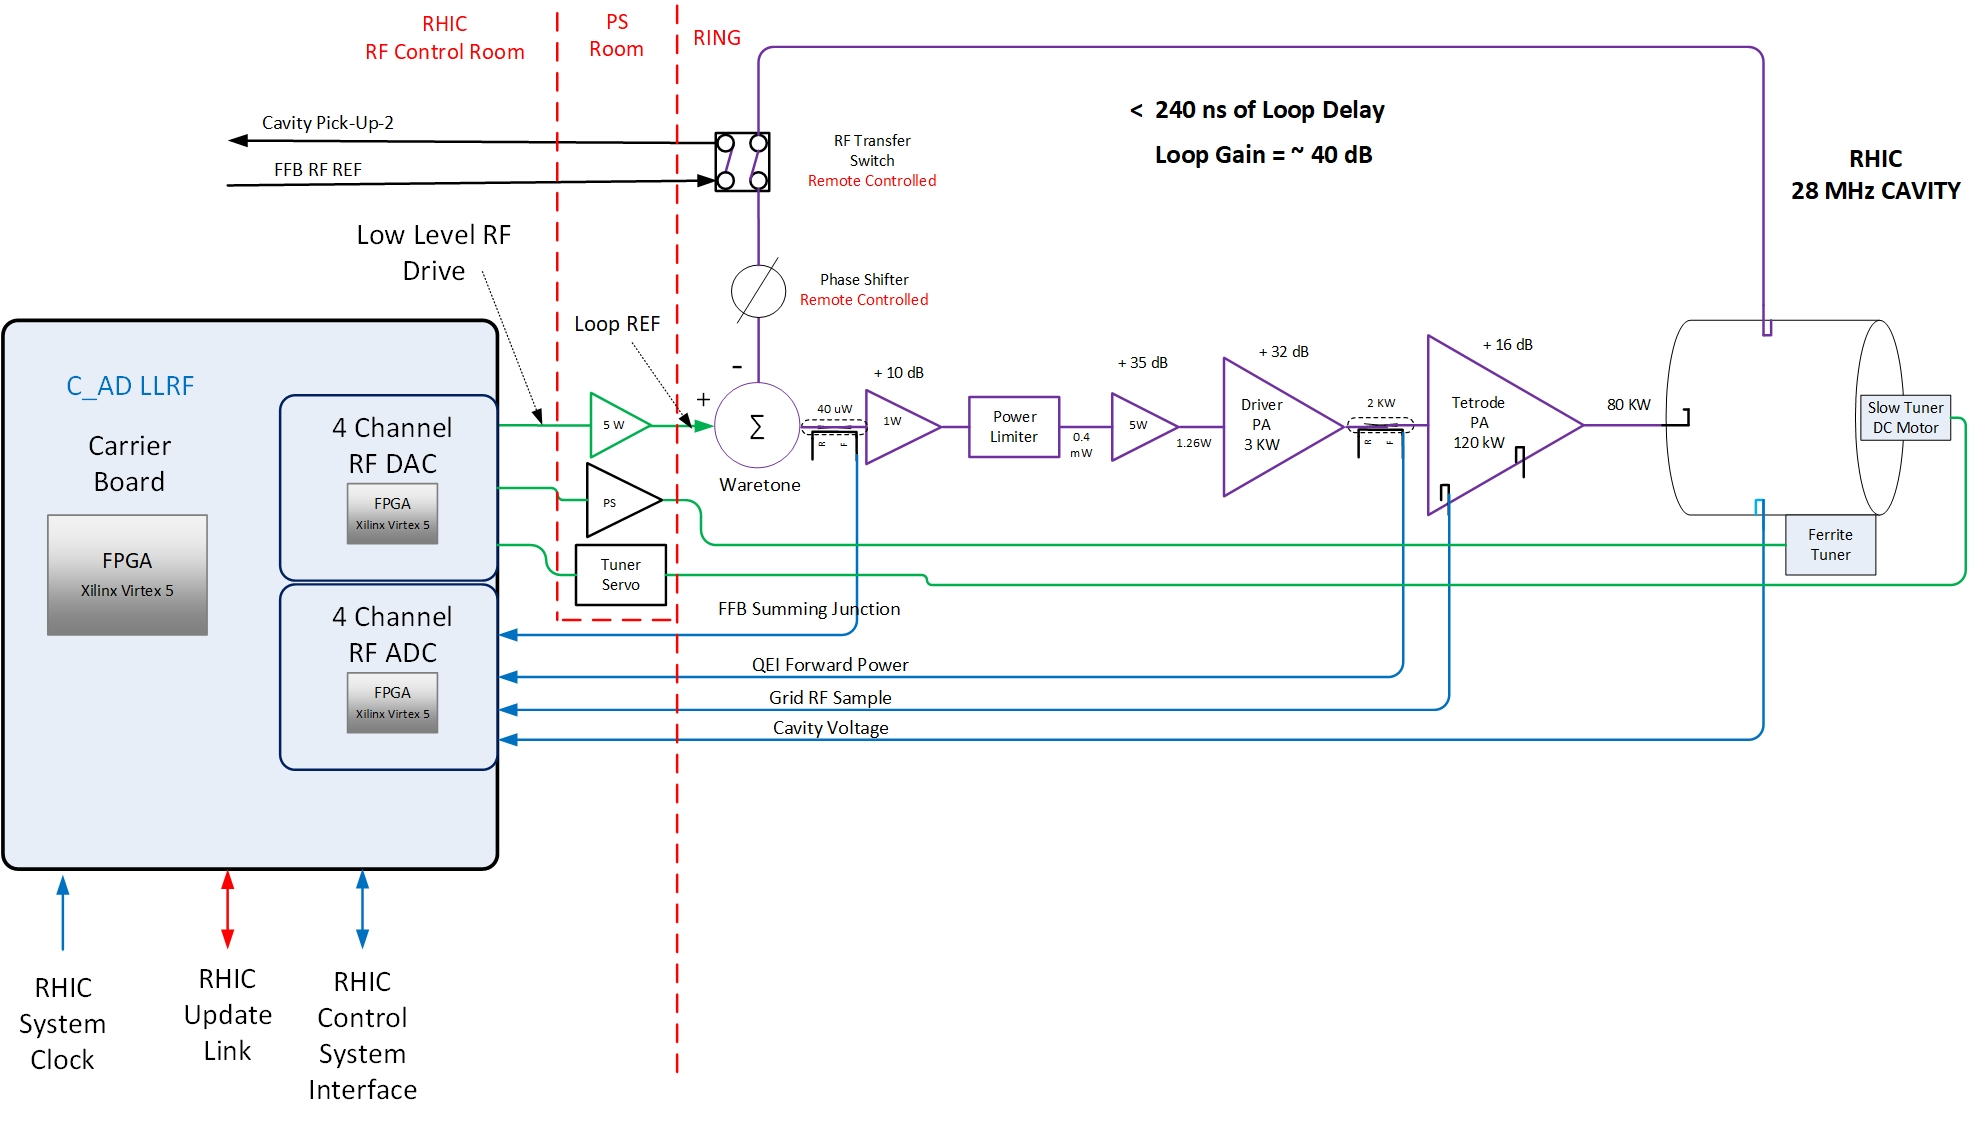 RHIC
RF Control Room
PS
Room
RING
Cavity Pick-Up-2
FFB RF REF
RF Transfer
Switch
Remote Controlled
< 240 ns of Loop Delay
Loop Gain = ~ 40 dB
RHIC
28 MHz CAVITY
Low Level RF
Drive
Phase Shifter
Remote Controlled
Loop REF
-
+
Σ
Waretone
40 uW
R
F
+ 10 dB
1W
Power
Limiter
0.4
mW
+ 35 dB
5W
1.26W
+ 32 dB
Driver
PA
3 KW
2 KW
R
F
+ 16 dB
Tetrode
PA
120 kW
80 KW
Slow Tuner
DC Motor
Ferrite
Tuner
5 W
PS
Tuner
Servo
C_AD LLRF
Carrier
Board
FPGA
Xilinx Virtex 5
4 Channel
RF DAC
FPGA
Xilinx Virtex 5
4 Channel
RF ADC
FPGA
Xilinx Virtex 5
FFB Summing Junction
QEI Forward Power
Grid RF Sample
Cavity Voltage
RHIC
System
Clock
RHIC
Update
Link
RHIC
Control
System
Interface